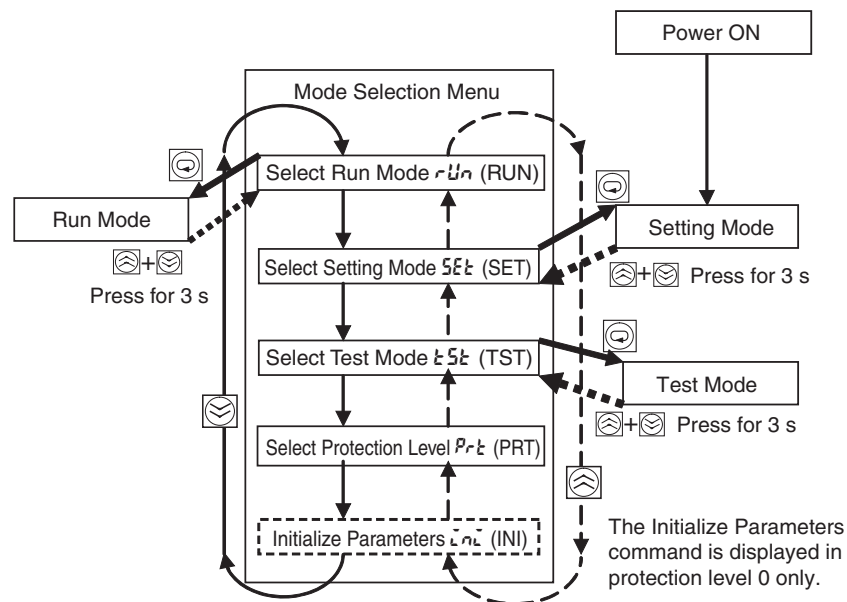 Power ON
Mode Selection Menu
Select Run Mode rUn (RUN)
Run Mode
Setting Mode
+
Press for 3 s
Select Setting Mode SEt (SET)
+ Press for 3 s
Select Test Mode tSt (TST)
Test Mode
+ Press for 3 s
Select Protection Level Prt (PRT)
Initialize Parameters ini (INI)
The Initialize Parameters
command is displayed in
protection level 0 only.